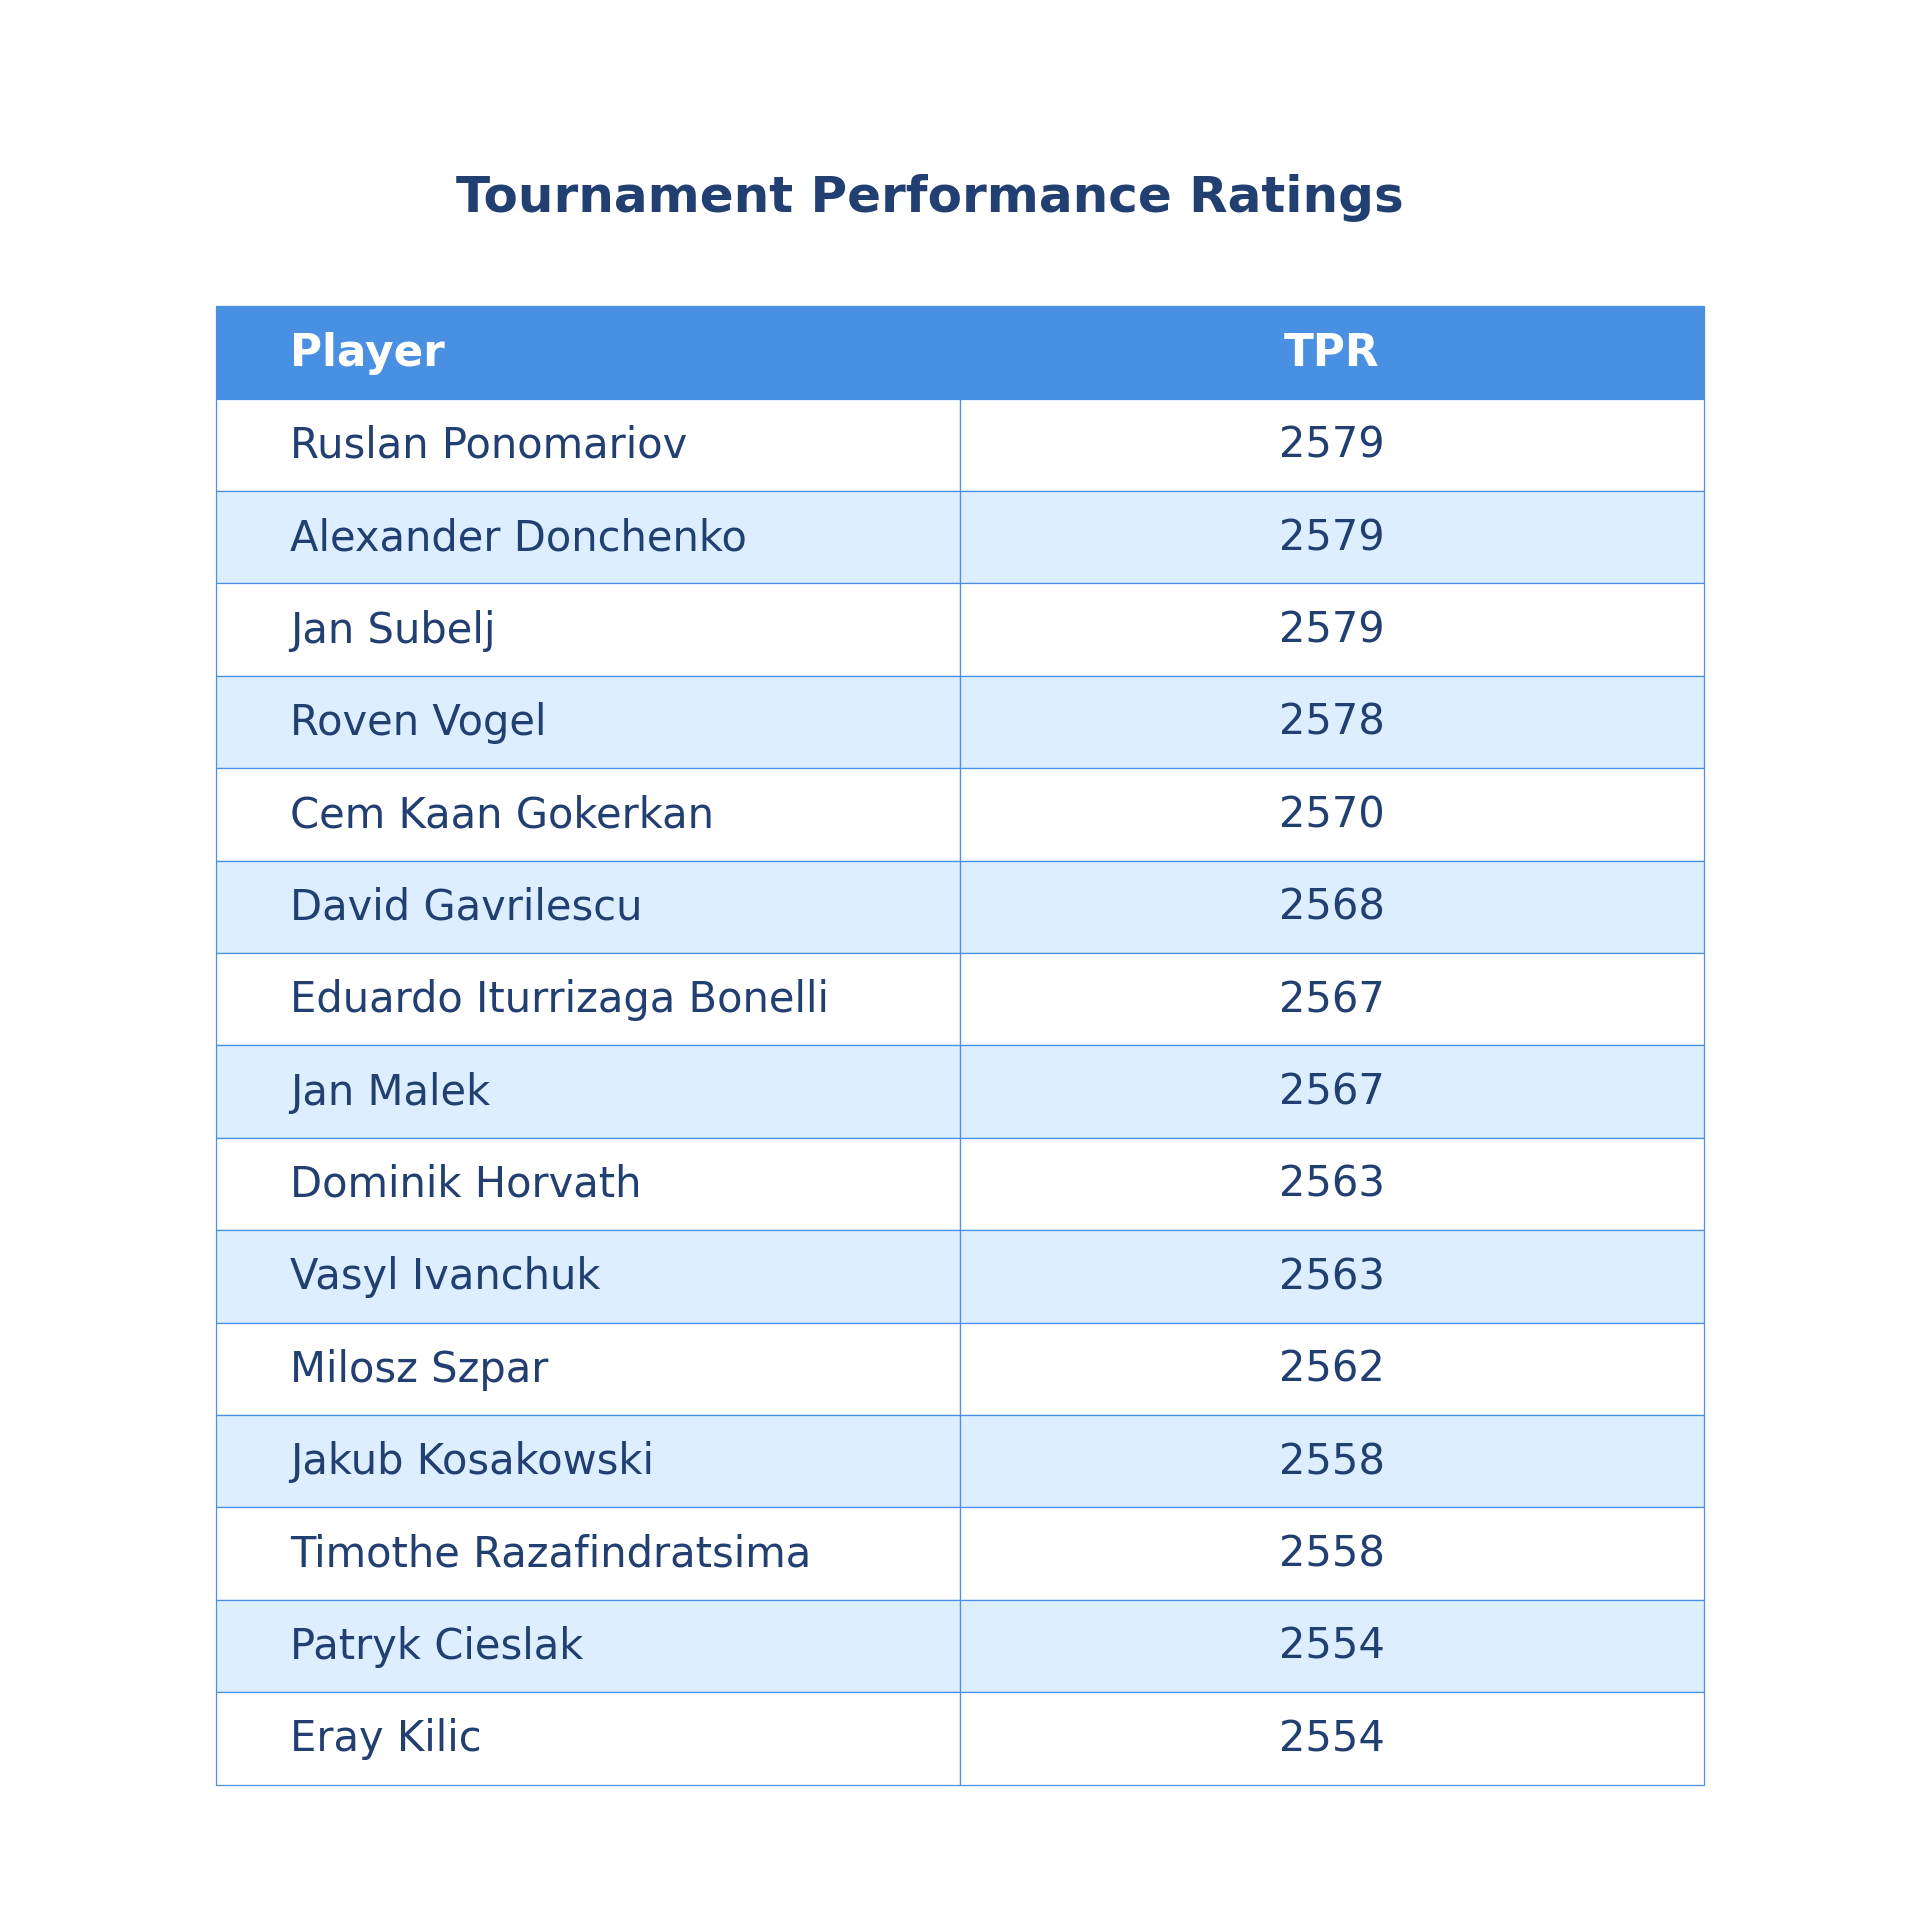 Tournament Performance Ratings
Player TPR
Ruslan Ponomariov 2579
Alexander Donchenko 2579
Jan Subelj 2579
Roven Vogel 2578
Cem Kaan Gokerkan 2570
David Gavrilescu 2568
Eduardo Iturrizaga Bonelli 2567
Jan Malek 2567
Dominik Horvath 2563
Vasyl Ivanchuk 2563
Milosz Szpar 2562
Jakub Kosakowski 2558
Timothe Razafindratsima 2558
Patryk Cieslak 2554
Eray Kilic 2554